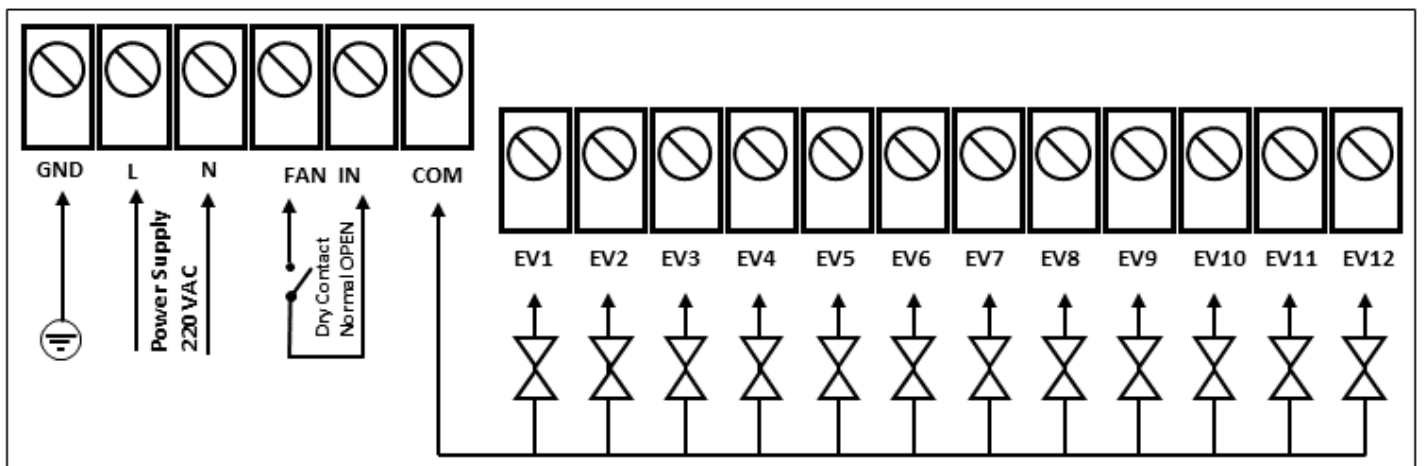 GND L N FAN IN COM
Power Supply
220 VAC
Dry Contact
Normal OPEN
EV1 EV2 EV3 EV4 EV5 EV6 EV7 EV8 EV9 EV10 EV11 EV12